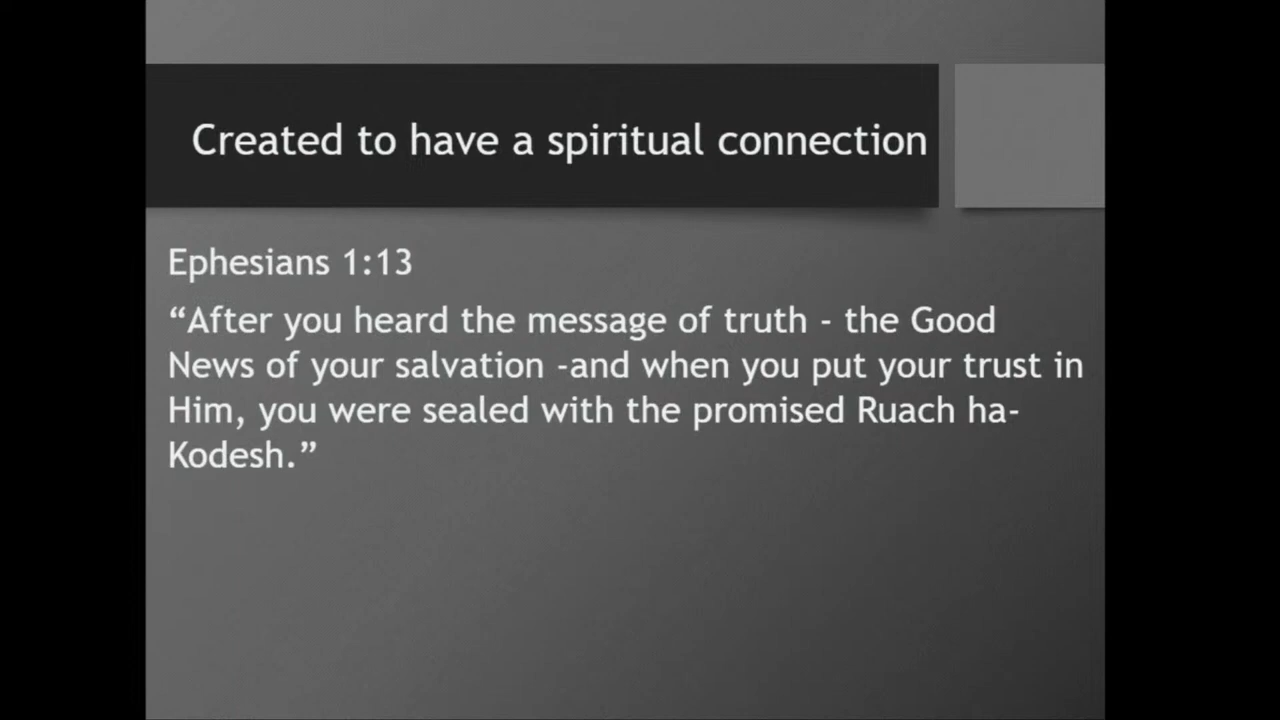 Created to have a spiritual connection
Ephesians 1:13
“After you heard the message of truth - the Good
News of your salvation -and when you put your trust in
Him, you were sealed with the promised Ruach ha-
Kodesh.”